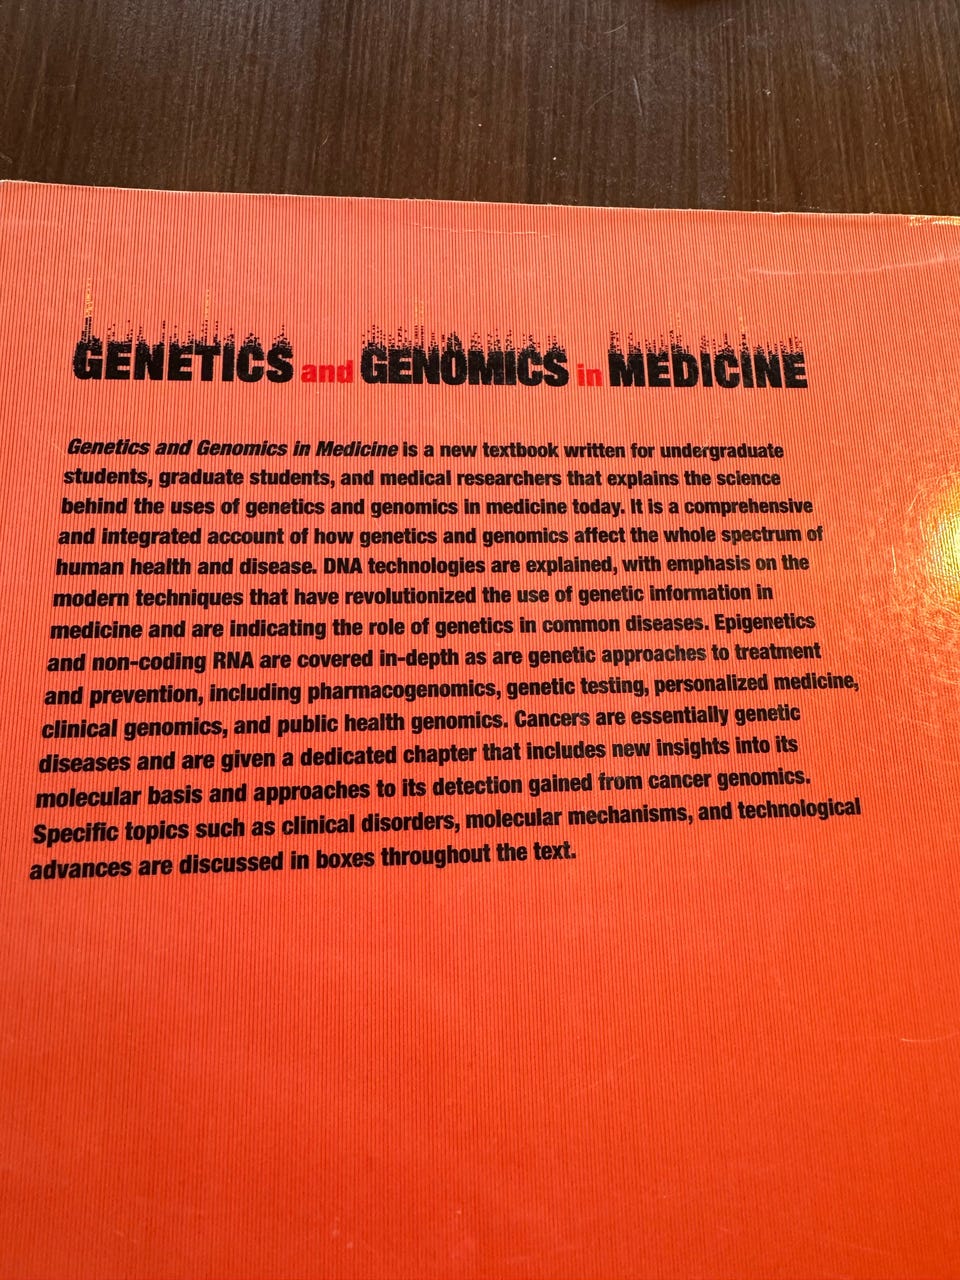 GENETICS and GENOMICS in MEDICINE
Genetics and Genomics in Medicine is a new textbook written for undergraduate
students, graduate students, and medical researchers that explains the science
behind the uses of genetics and genomics in medicine today. It is a comprehensive
and integrated account of how genetics and genomics affect the whole spectrum of
human health and disease. DNA technologies are explained, with emphasis on the
modern techniques that have revolutionized the use of genetic information in
medicine and are indicating the role of genetics in common diseases. Epigenetics
and non-coding RNA are covered in-depth as are genetic approaches to treatment
and prevention, including pharmacogenomics, genetic testing, personalized medicine,
clinical genomics, and public health genomics. Cancers are essentially genetic
diseases and are given a dedicated chapter that includes new insights into its
molecular basis and approaches to its detection gained from cancer genomics.
Specific topics such as clinical disorders, molecular mechanisms, and technological
advances are discussed in boxes throughout the text.